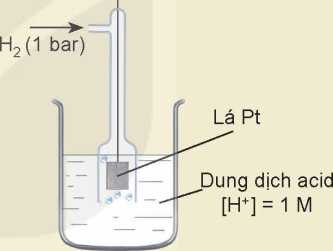 H₂ (1 bar)
Lá Pt
Dung dịch acid
[H⁺] = 1 M